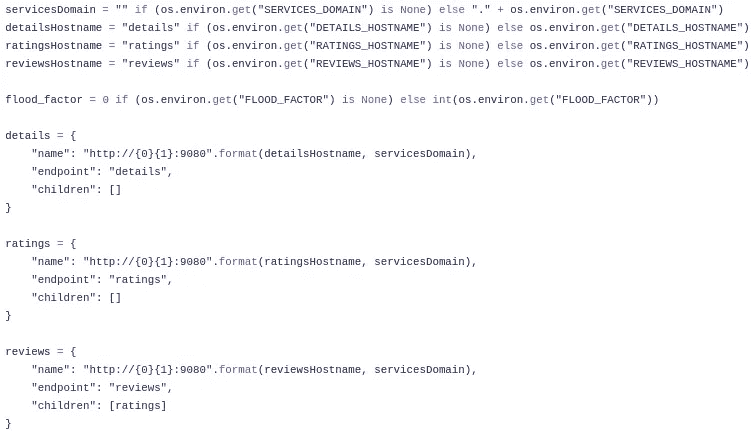 servicesDomain = "" if (os.environ.get("SERVICES_DOMAIN") is None) else "." + os.environ.get("SERVICES_DOMAIN")
detailsHostname = "details" if (os.environ.get("DETAILS_HOSTNAME") is None) else os.environ.get("DETAILS_HOSTNAME")
ratingsHostname = "ratings" if (os.environ.get("RATINGS_HOSTNAME") is None) else os.environ.get("RATINGS_HOSTNAME")
reviewsHostname = "reviews" if (os.environ.get("REVIEWS_HOSTNAME") is None) else os.environ.get("REVIEWS_HOSTNAME")

flood_factor = 0 if (os.environ.get("FLOOD_FACTOR") is None) else int(os.environ.get("FLOOD_FACTOR"))

details = {
    "name": "http://{0}{1}:9080".format(detailsHostname, servicesDomain),
    "endpoint": "details",
    "children": []
}

ratings = {
    "name": "http://{0}{1}:9080".format(ratingsHostname, servicesDomain),
    "endpoint": "ratings",
    "children": []
}

reviews = {
    "name": "http://{0}{1}:9080".format(reviewsHostname, servicesDomain),
    "endpoint": "reviews",
    "children": [ratings]
}